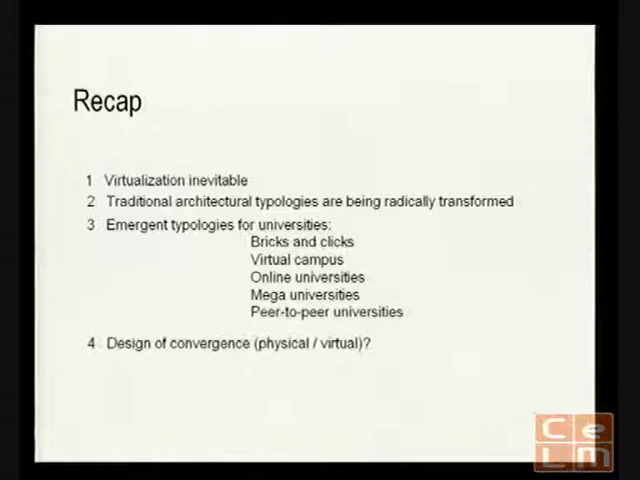 Recap
1 Virtualization inevitable
2 Traditional architectural typologies are being radically transformed
3 Emergent typologies for universities:
Bricks and clicks
Virtual campus
Online universities
Mega universities
Peer-to-peer universities
4 Design of convergence (physical / virtual)?
CeLM